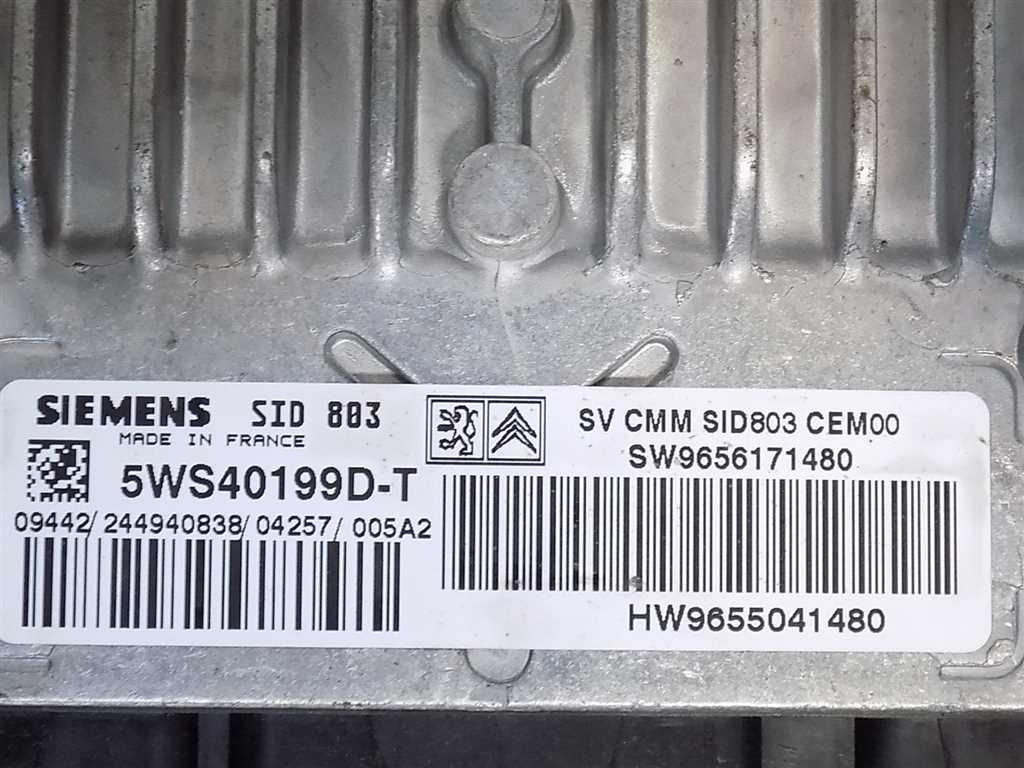 SIEMENS SID 803
MADE IN FRANCE
5WS40199D-T
09442/244940838/04257/005A2
SV CMM SID803 CEM00
SW9656171480
HW9655041480